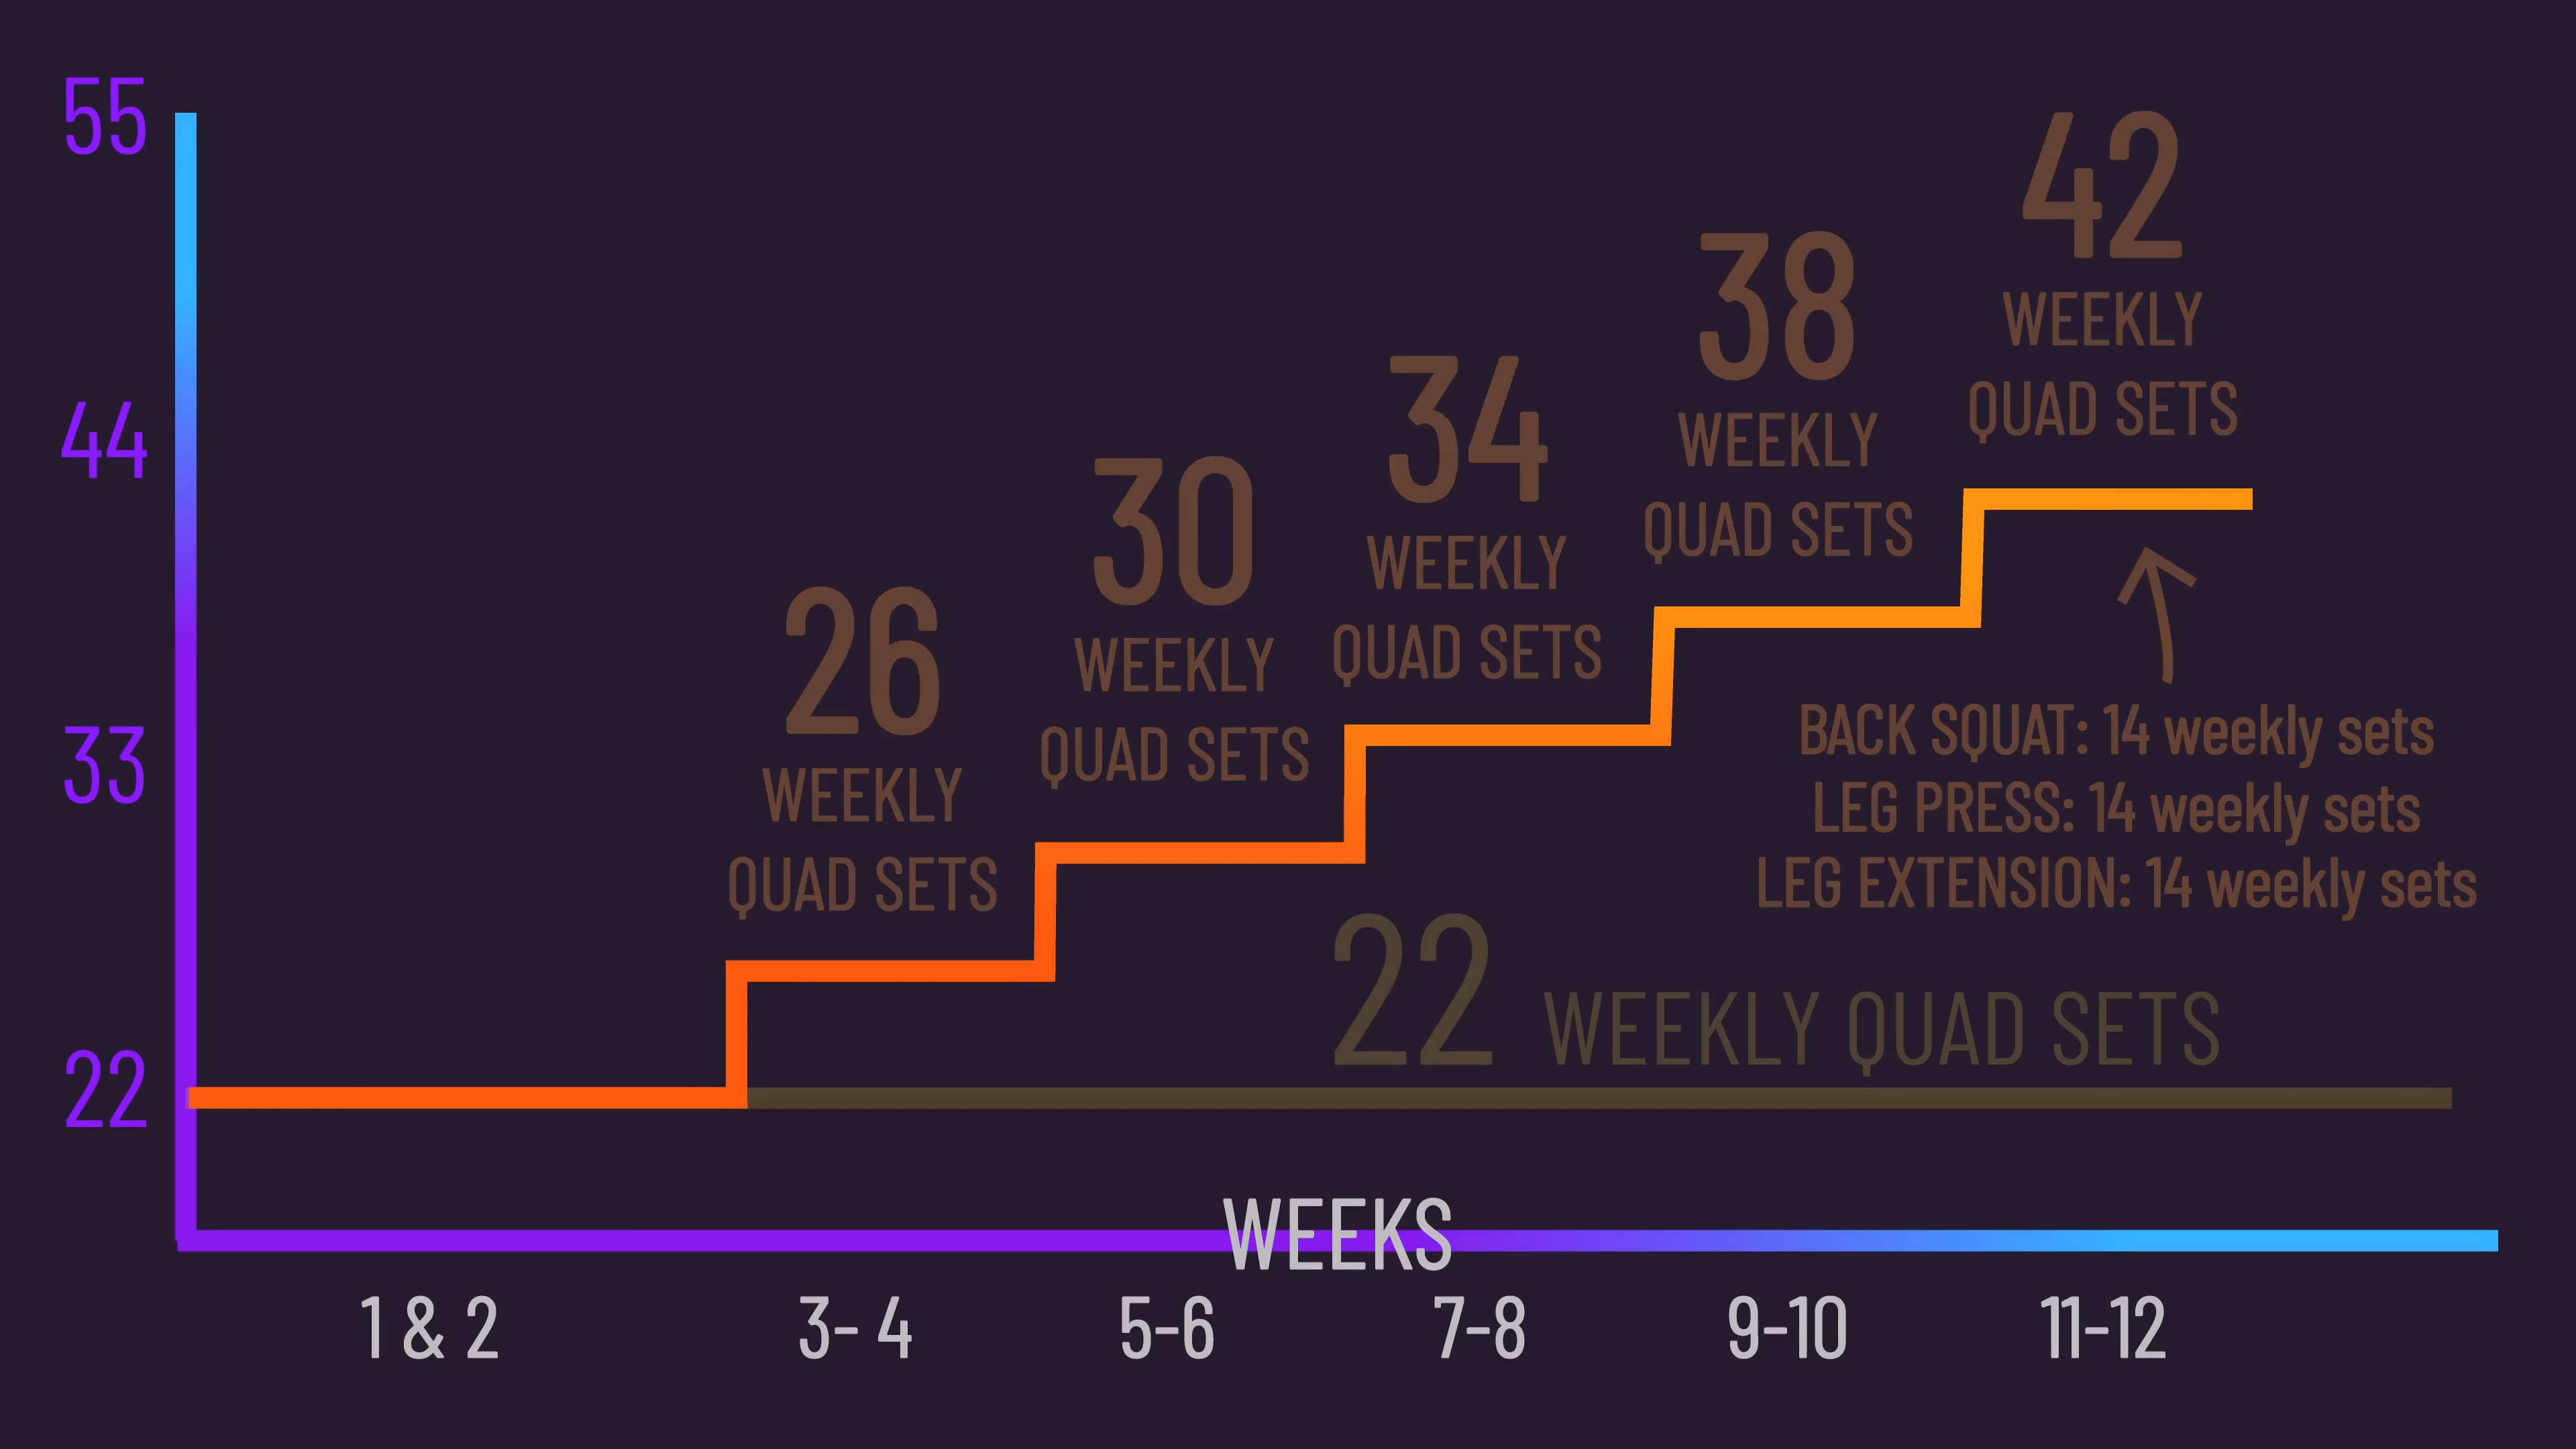 55
44
33
22
26
WEEKLY
QUAD SETS
30
WEEKLY
QUAD SETS
34
WEEKLY
QUAD SETS
38
WEEKLY
QUAD SETS
42
WEEKLY
QUAD SETS
BACK SQUAT: 14 weekly sets
LEG PRESS: 14 weekly sets
LEG EXTENSION: 14 weekly sets
22 WEEKLY QUAD SETS
WEEKS
1 & 2
3- 4
5-6
7-8
9-10
11-12